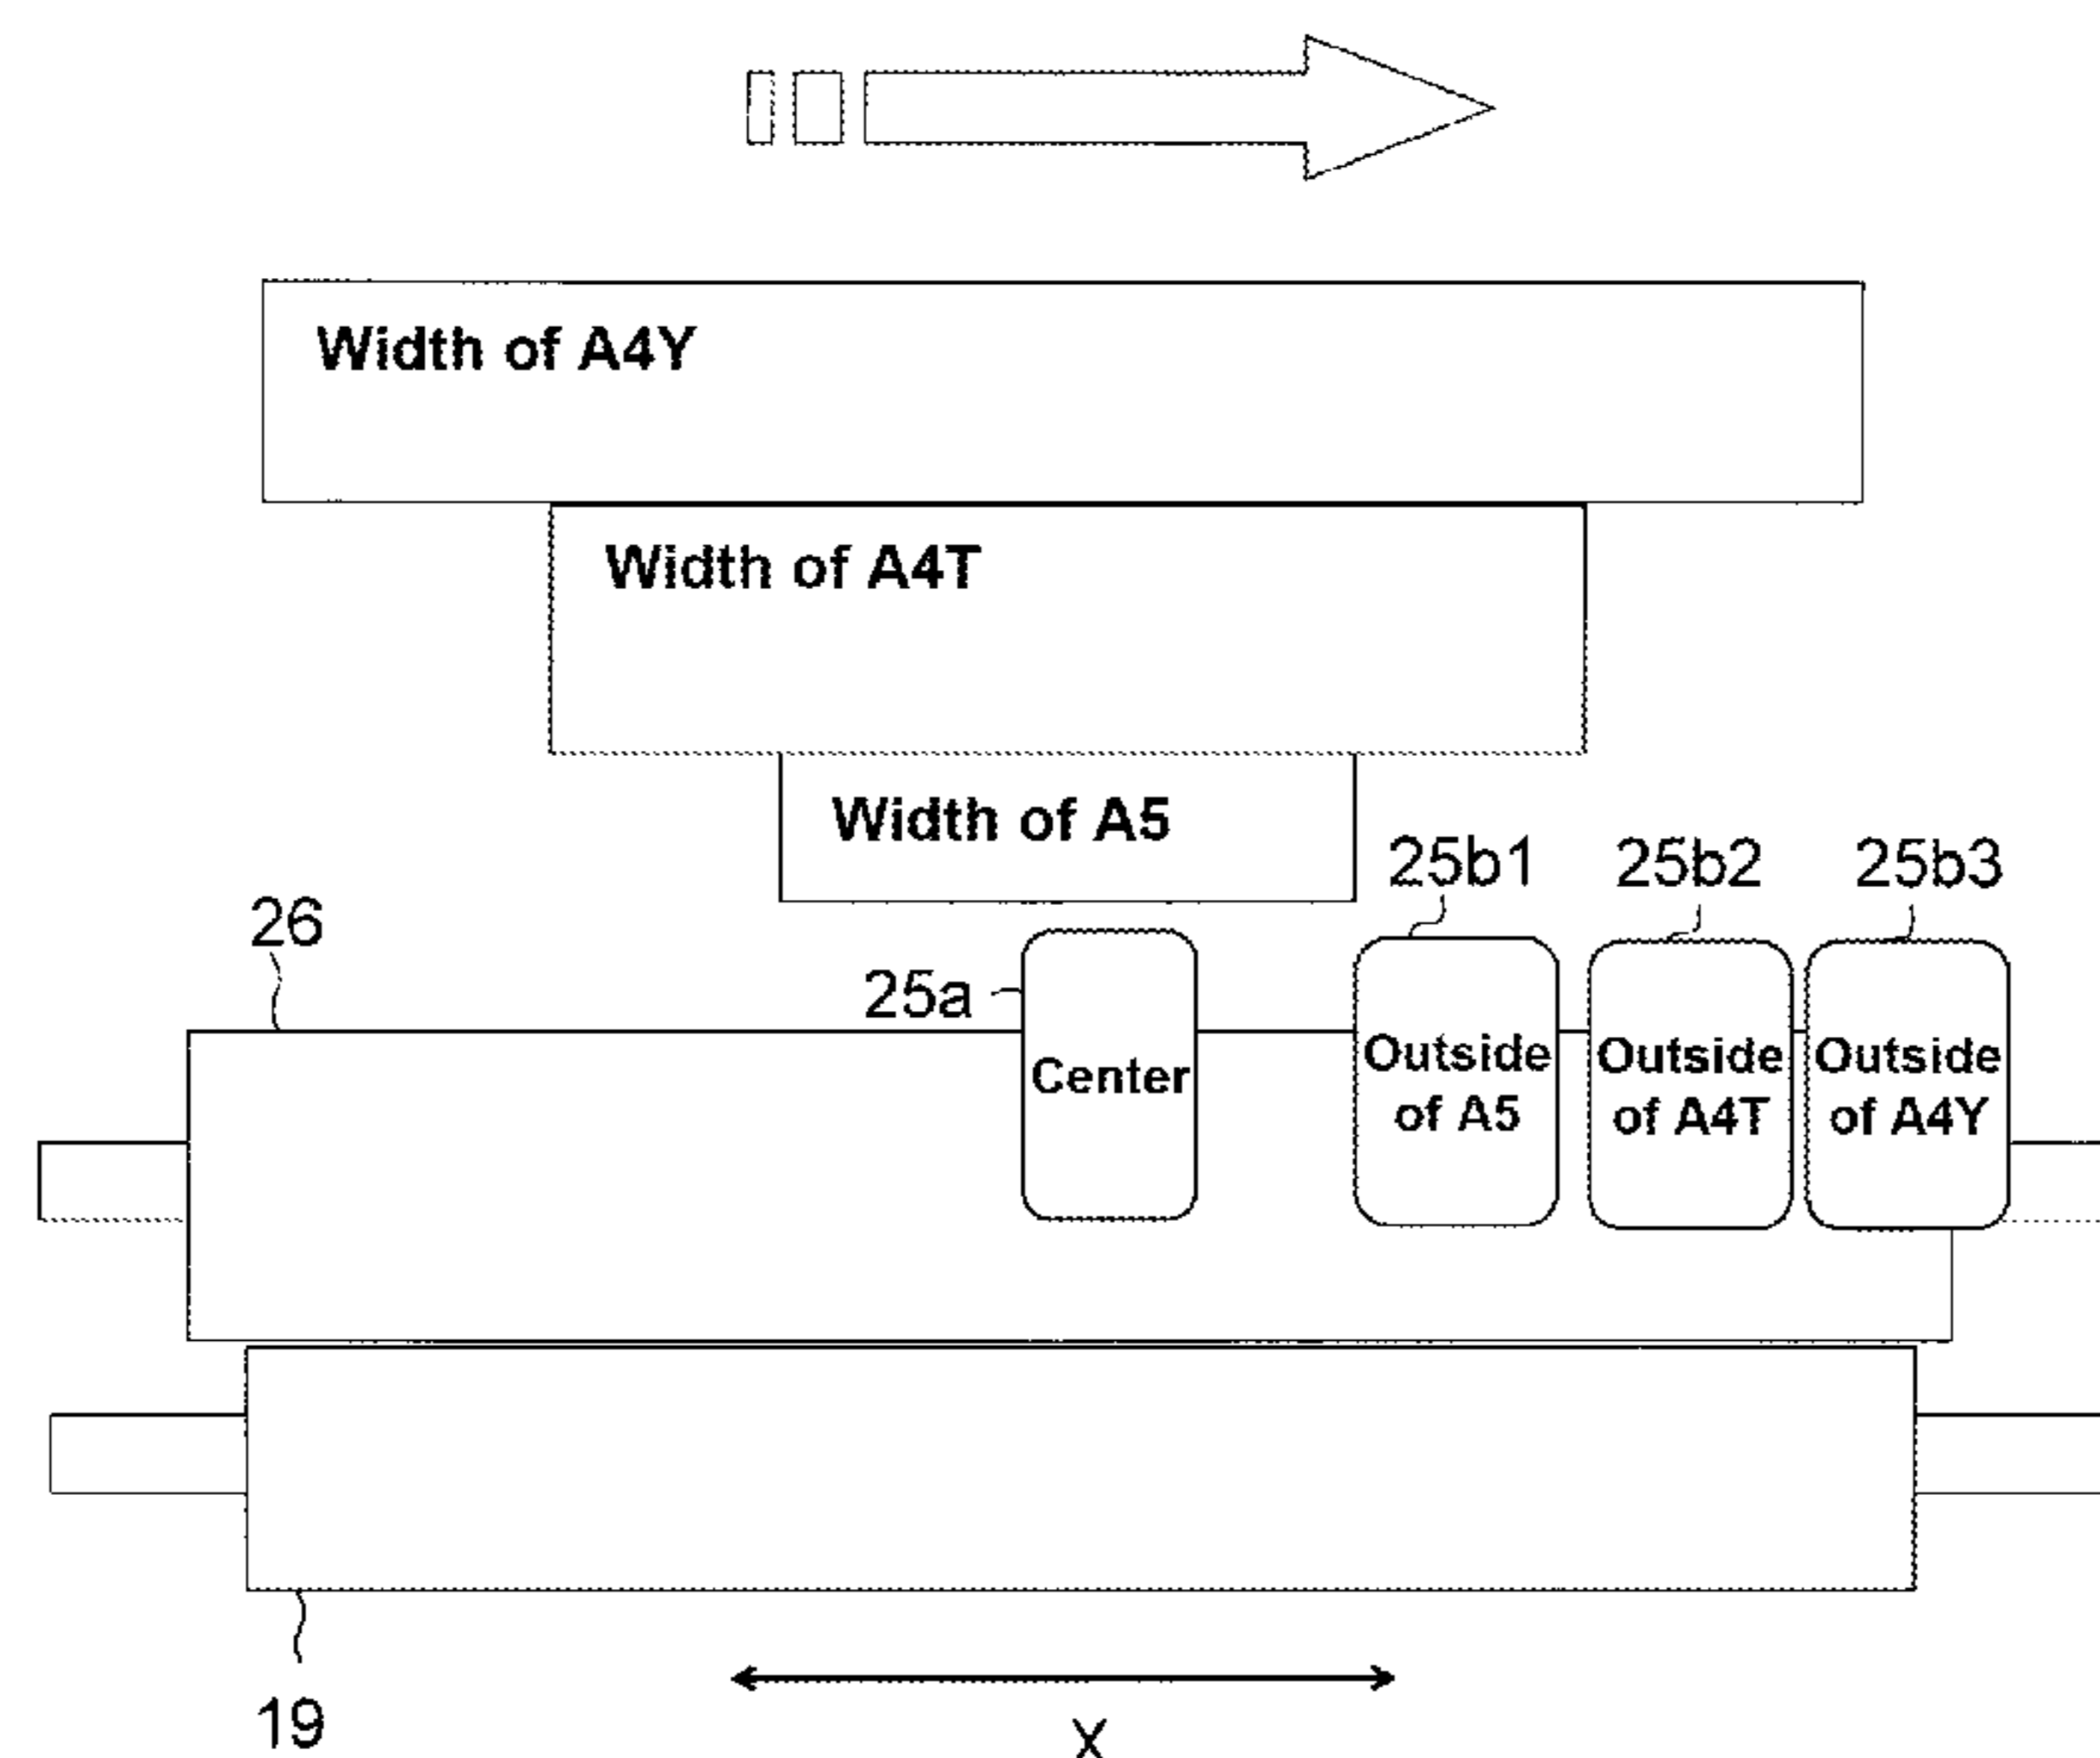 Width of A4Y
Width of A4T
Width of A5
25b1
25b2
25b3
26
25a
Center
Outside
of A5
Outside
of A4T
Outside
of A4Y
19
X